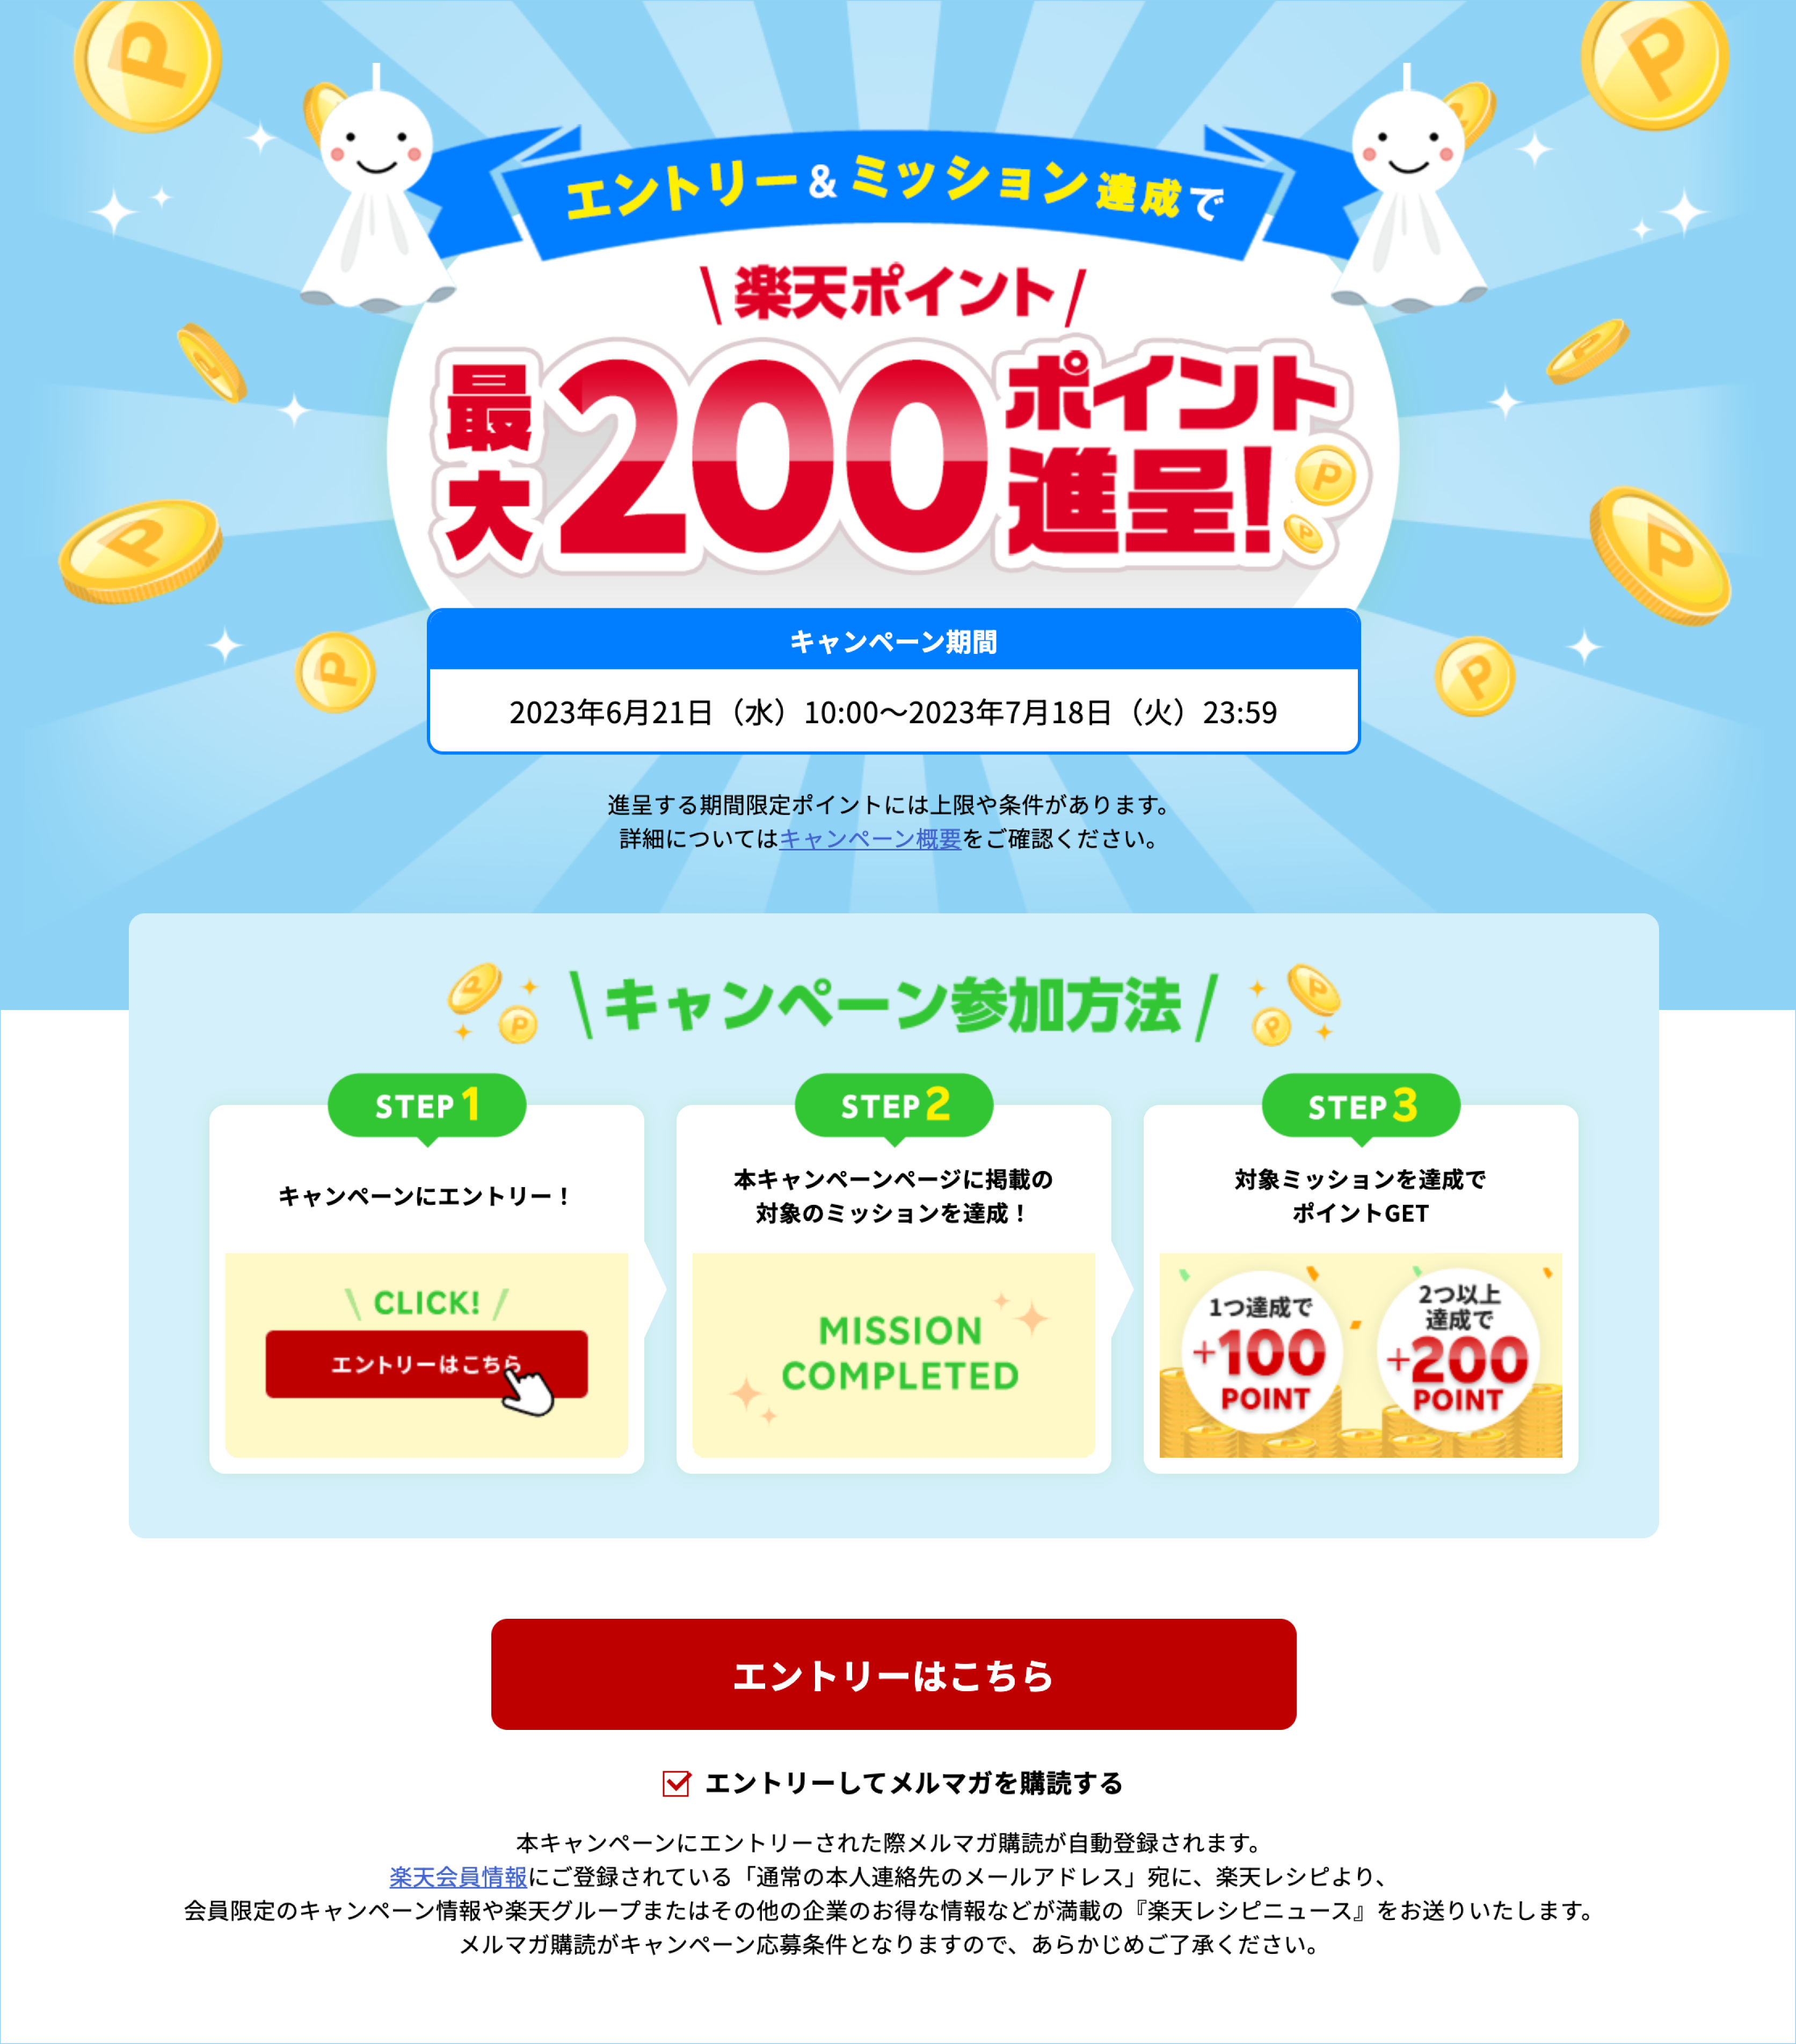 エントリー&ミッション達成で
\楽天ポイント/
最大200ポイント進呈!
キャンペーン期間
2023年6月21日（水）10:00〜2023年7月18日（火）23:59
進呈する期間限定ポイントには上限や条件があります。
詳細についてはキャンペーン概要をご確認ください。
\キャンペーン参加方法/
STEP1
キャンペーンにエントリー！
\CLICK!/
エントリーはこちら
STEP2
本キャンペーンページに掲載の
対象のミッションを達成！
MISSION
COMPLETED
STEP3
対象ミッションを達成で
ポイントGET
1つ達成で
+100
POINT
2つ以上
達成で
+200
POINT
エントリーはこちら
エントリーしてメルマガを購読する
本キャンペーンにエントリーされた際メルマガ購読が自動登録されます。
楽天会員情報にご登録されている「通常の本人連絡先のメールアドレス」宛に、楽天レシピより、
会員限定のキャンペーン情報や楽天グループまたはその他の企業のお得な情報などが満載の『楽天レシピニュース』をお送りいたします。
メルマガ購読がキャンペーン応募条件となりますので、あらかじめご了承ください。